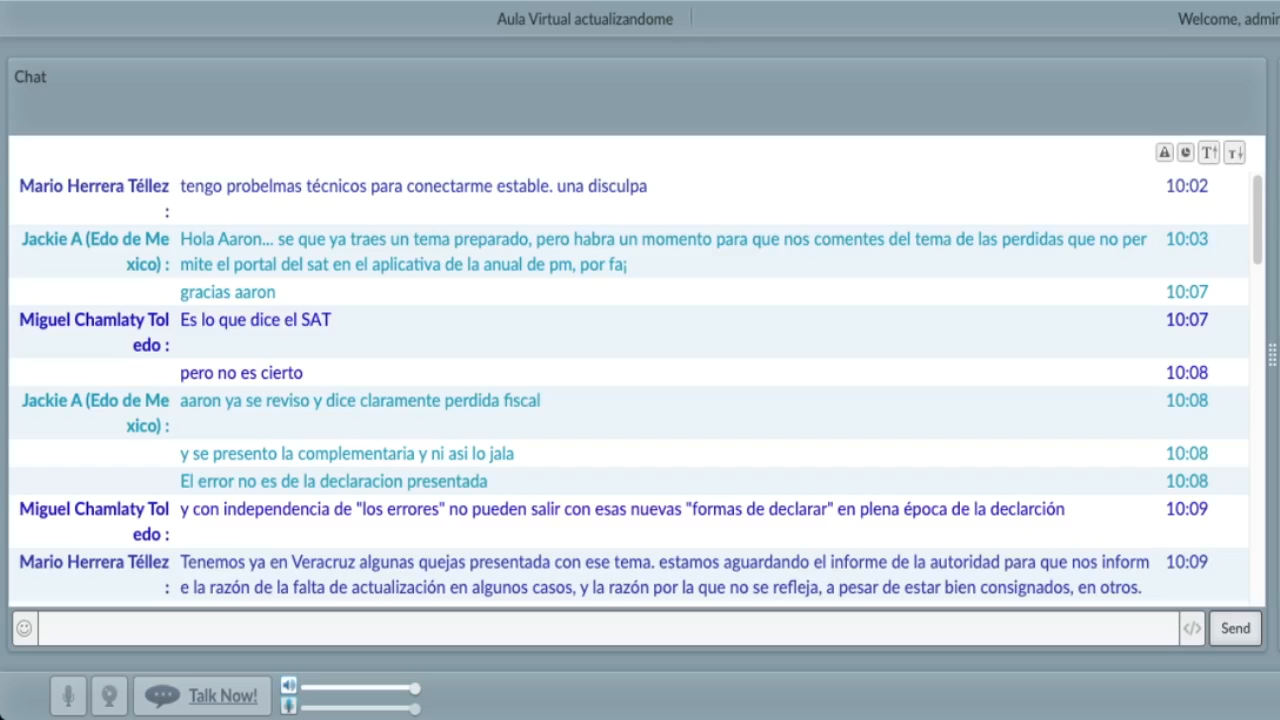 Aula Virtual actualizandome
Welcome, admin
Chat
T↑ T↓
Mario Herrera Téllez tengo probelmas técnicos para conectarme estable. una disculpa 10:02
:
Jackie A (Edo de Me Hola Aaron... se que ya traes un tema preparado, pero habra un momento para que nos comentes del tema de las perdidas que no per 10:03
xico) : mite el portal del sat en el aplicativa de la anual de pm, por fa¡
gracias aaron 10:07
Miguel Chamlaty Tol Es lo que dice el SAT 10:07
edo :
pero no es cierto 10:08
Jackie A (Edo de Me aaron ya se reviso y dice claramente perdida fiscal 10:08
xico) :
y se presento la complementaria y ni asi lo jala 10:08
El error no es de la declaracion presentada 10:08
Miguel Chamlaty Tol y con independencia de "los errores" no pueden salir con esas nuevas "formas de declarar" en plena época de la declarción 10:09
edo :
Mario Herrera Téllez Tenemos ya en Veracruz algunas quejas presentada con ese tema. estamos aguardando el informe de la autoridad para que nos inform 10:09
: e la razón de la falta de actualización en algunos casos, y la razón por la que no se refleja, a pesar de estar bien consignados, en otros.
</> Send
Talk Now!